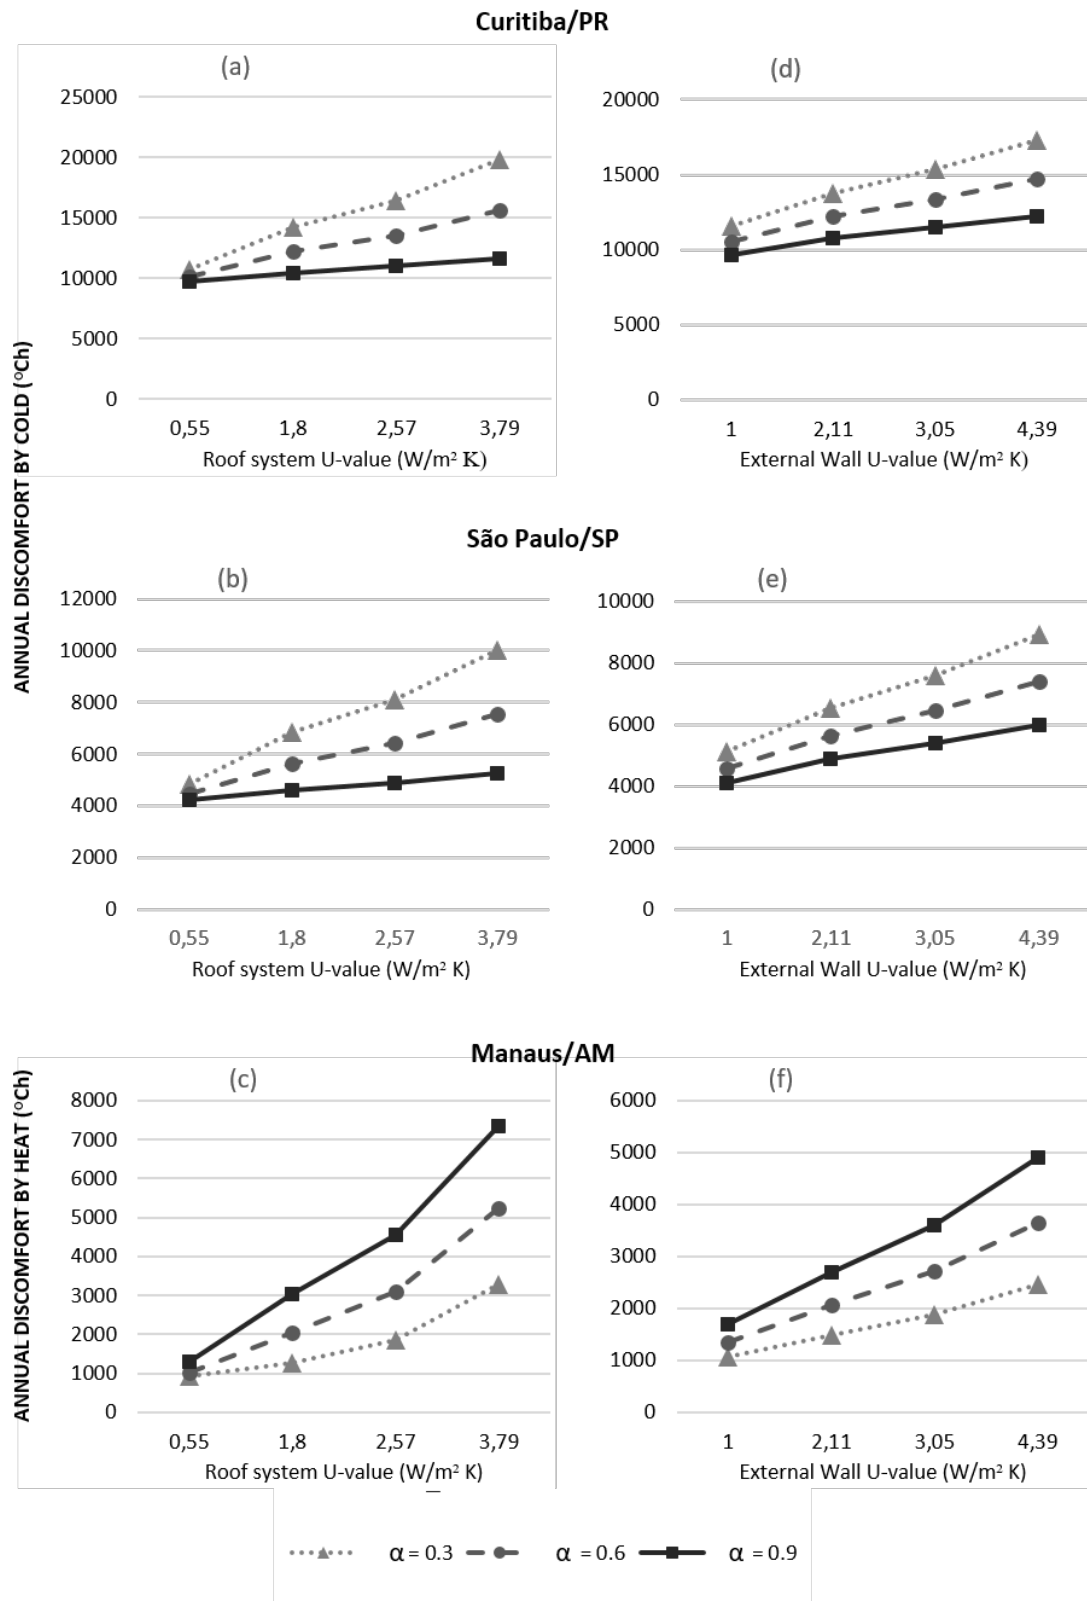 Curitiba/PR
(a)
25000
20000
15000
10000
5000
0
0,55 1,8 2,57 3,79
Roof system U-value (W/m² K)
(d)
20000
15000
10000
5000
0
1 2,11 3,05 4,39
External Wall U-value (W/m² K)
ANNUAL DISCOMFORT BY COLD (°Ch)
São Paulo/SP
(b)
12000
10000
8000
6000
4000
2000
0
0,55 1,8 2,57 3,79
Roof system U-value (W/m² K)
(e)
10000
8000
6000
4000
2000
0
1 2,11 3,05 4,39
External Wall U-value (W/m² K)
Manaus/AM
ANNUAL DISCOMFORT BY HEAT (°Ch)
(c)
8000
7000
6000
5000
4000
3000
2000
1000
0
0,55 1,8 2,57 3,79
Roof system U-value (W/m² K)
(f)
6000
5000
4000
3000
2000
1000
0
1 2,11 3,05 4,39
External Wall U-value (W/m² K)
α = 0.3 α = 0.6 α = 0.9